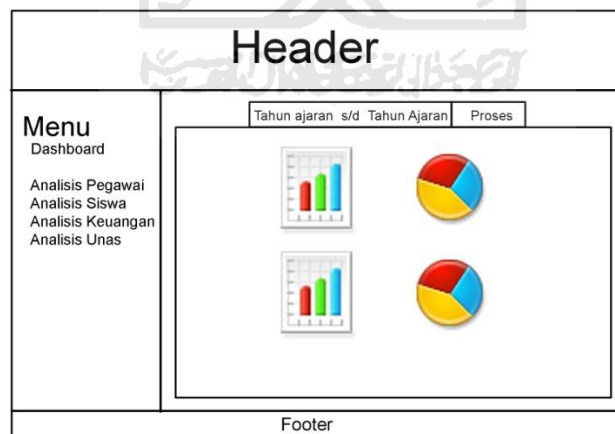 Header
Menu
Dashboard
Analisis Pegawai
Analisis Siswa
Analisis Keuangan
Analisis Unas
Tahun ajaran s/d Tahun Ajaran
Proses
Footer